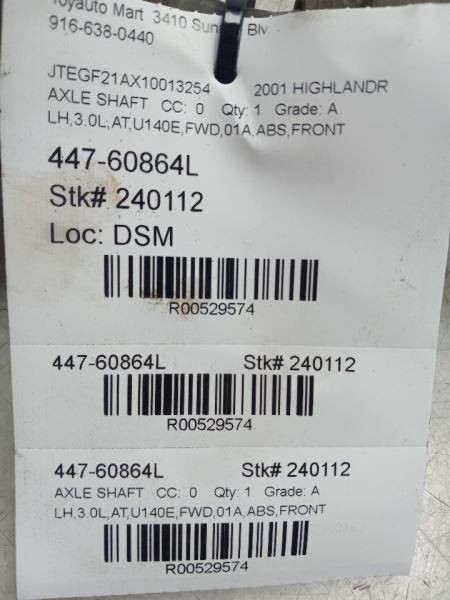 Toyauto Mart 3410 Blv
916-638-0440
JTEGF21AX10013254 2001 HIGHLANDR
AXLE SHAFT CC: 0 Qty: 1 Grade: A
LH,3.0L,AT,U140E,FWD,01A,ABS,FRONT
447-60864L
Stk# 240112
Loc: DSM
R00529574
447-60864L Stk# 240112
R00529574
447-60864L Stk# 240112
AXLE SHAFT CC: 0 Qty: 1 Grade: A
LH,3.0L,AT,U140E,FWD,01A,ABS,FRONT
R00529574